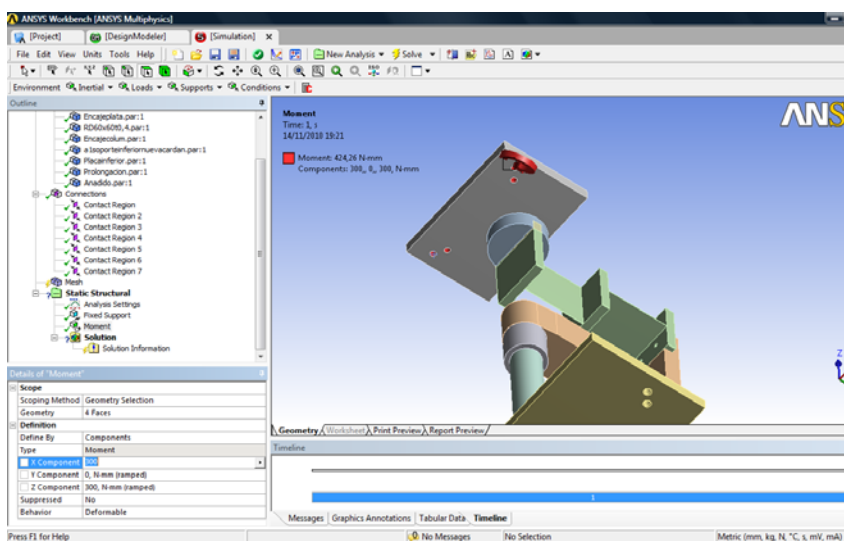 ANSYS Workbench [ANSYS Multiphysics]
[Project] [DesignModeler] [Simulation] x
File Edit View Units Tools Help New Analysis Solve
Environment Inertial Loads Supports Conditions
Outline
Encajeplata.par:1
RD60x60t0,4.par:1
Encajecolum.par:1
a1soporteinferiornuevacardan.par:1
Placainferior.par:1
Prolongacion.par:1
Anadido.par:1
Connections
Contact Region
Contact Region 2
Contact Region 3
Contact Region 4
Contact Region 5
Contact Region 6
Contact Region 7
Mesh
Static Structural
Analysis Settings
Fixed Support
Moment
Solution
Solution Information
Details of "Moment"
Scope
Scoping Method Geometry Selection
Geometry 4 Faces
Definition
Define By Components
Type Moment
X Component 300
Y Component 0, N-mm (ramped)
Z Component 300, N-mm (ramped)
Suppressed No
Behavior Deformable
Moment
Time: 1, s
14/11/2010 19:21
Moment: 424,26 N-mm
Components: 300,, 0,, 300, N-mm
ANS
Z
Geometry Worksheet Print Preview Report Preview
Timeline
1
Messages Graphics Annotations Tabular Data Timeline
Press F1 for Help No Messages No Selection Metric (mm, kg, N, °C, s, mV, mA)